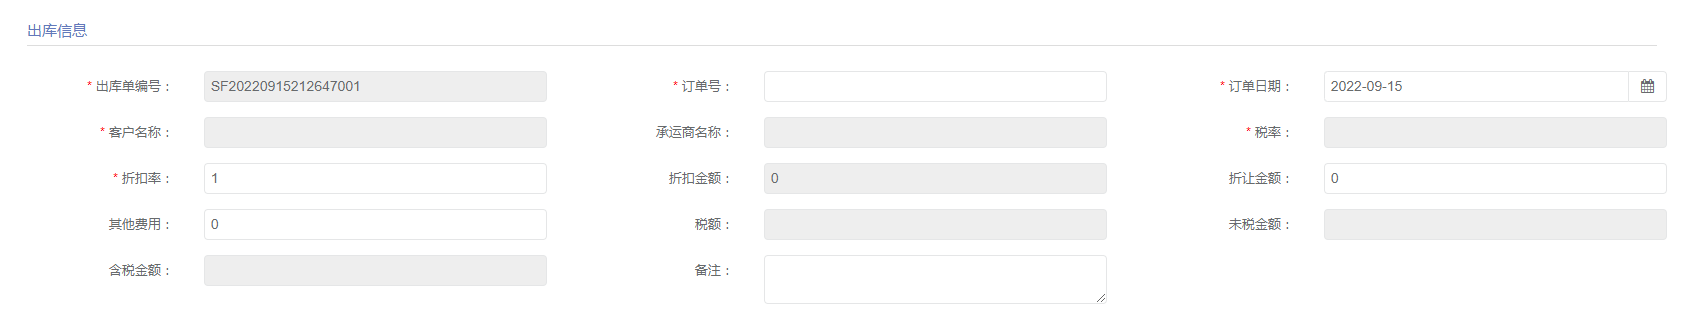 出库信息
* 出库单编号： SF20220915212647001 * 订单号： * 订单日期： 2022-09-15
* 客户名称： 承运商名称： * 税率：
* 折扣率： 1 折扣金额： 0 折让金额： 0
其他费用： 0 税额： 未税金额：
含税金额： 备注：